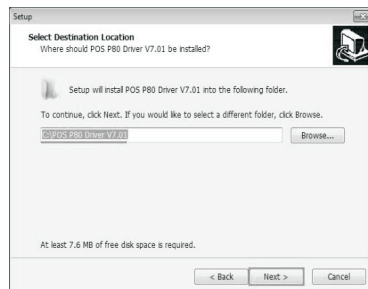 Setup
Select Destination Location
Where should POS P80 Driver V7.01 be installed?
Setup will install POS P80 Driver V7.01 into the following folder.
To continue, click Next. If you would like to select a different folder, click Browse.
C:\POS P80 Driver V7.01
Browse...
At least 7.6 MB of free disk space is required.
< Back
Next >
Cancel